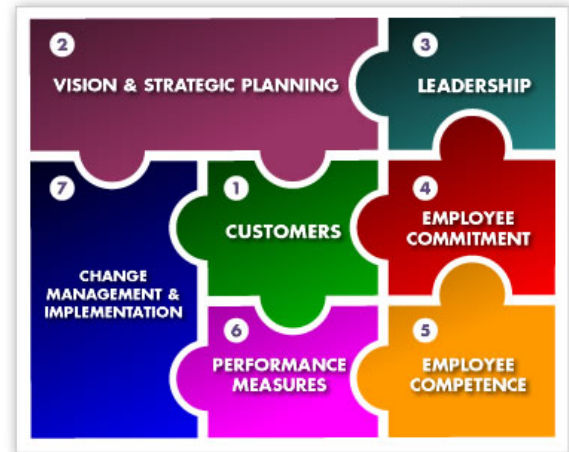 2
VISION & STRATEGIC PLANNING
3
LEADERSHIP
7
CHANGE
MANAGEMENT &
IMPLEMENTATION
1
CUSTOMERS
4
EMPLOYEE
COMMITMENT
6
PERFORMANCE
MEASURES
5
EMPLOYEE
COMPETENCE